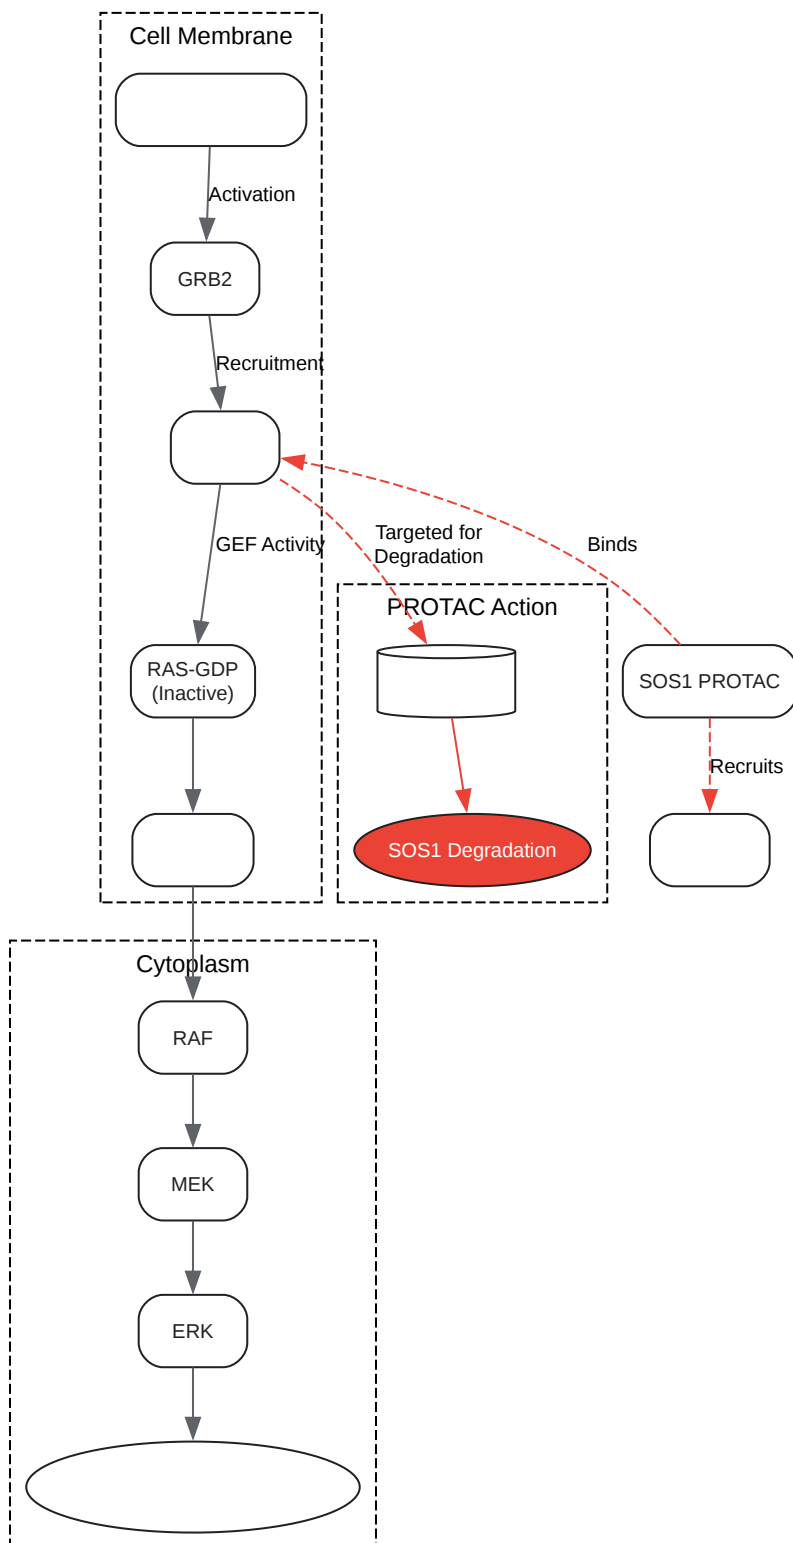 Cell Membrane
Activation
GRB2
Recruitment
GEF Activity
Targeted for
Degradation
Binds
PROTAC Action
RAS-GDP
(Inactive)
SOS1 PROTAC
Recruits
SOS1 Degradation
Cytoplasm
RAF
MEK
ERK